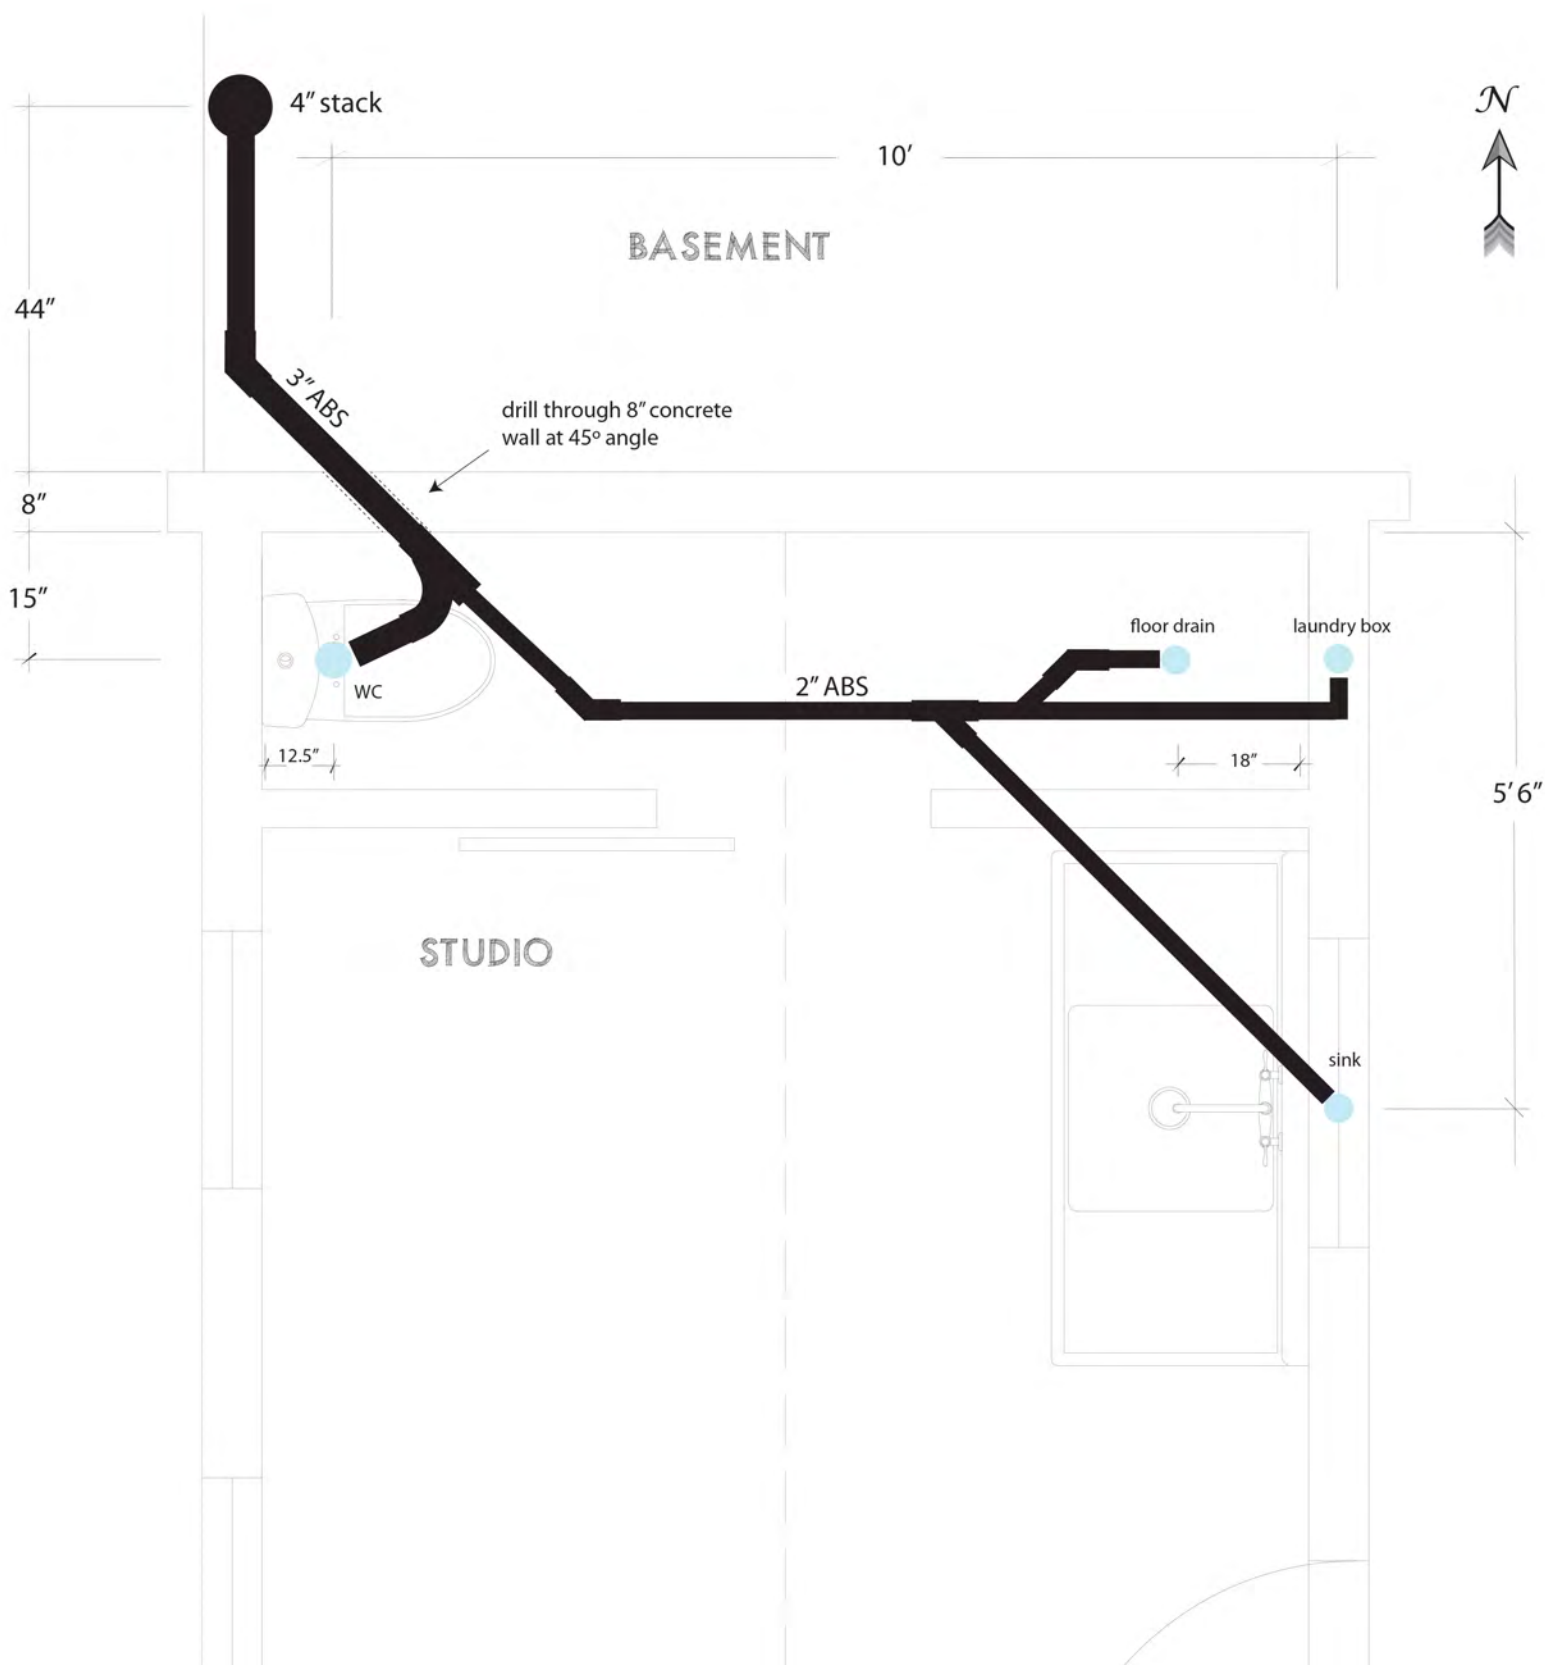 4" stack
N
10'
BASEMENT
44"
3" ABS
drill through 8" concrete
wall at 45º angle
8"
15"
floor drain
laundry box
WC
2" ABS
12.5"
18"
5' 6"
STUDIO
sink